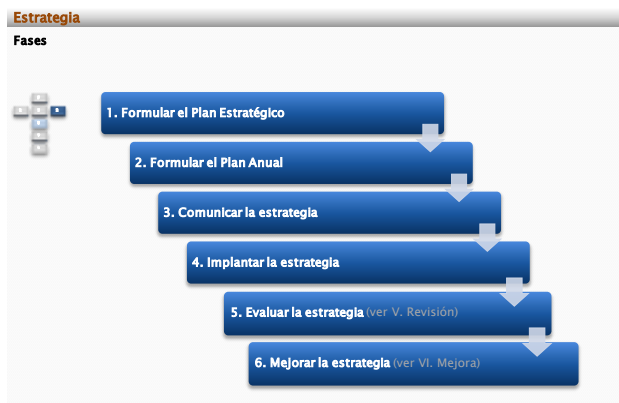 Estrategia
Fases
1. Formular el Plan Estratégico
2. Formular el Plan Anual
3. Comunicar la estrategia
4. Implantar la estrategia
5. Evaluar la estrategia (ver V. Revisión)
6. Mejorar la estrategia (ver VI. Mejora)